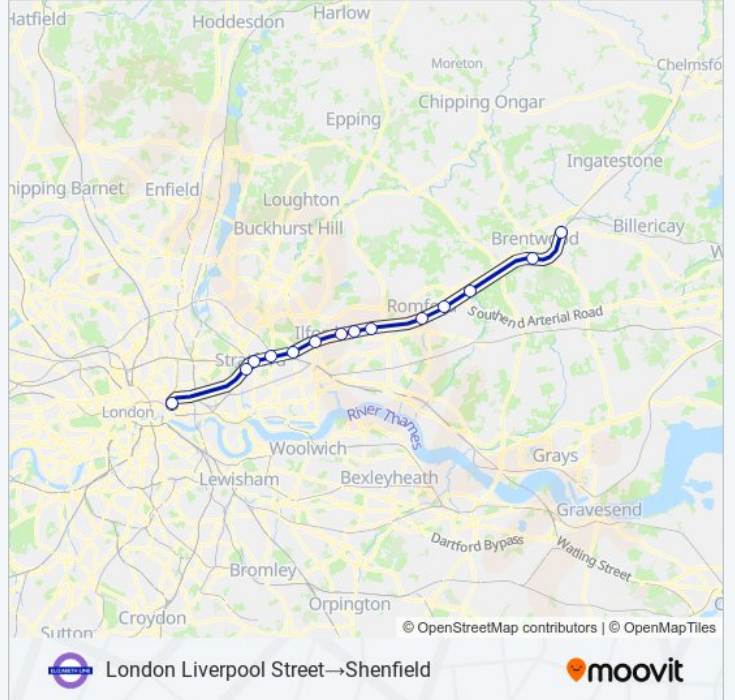 Hatfield
Hoddesdon
Harlow
Moreton
Chelmsfo
Chipping Ongar
Epping
Ingatestone
hipping Barnet
Enfield
Loughton
Buckhurst Hill
Billericay
Brentwood
W
Romford
Southend Arterial Road
Ilford
Stratford
London
River Thames
Woolwich
Grays
Lewisham
Bexleyheath
Gravesend
Dartford Bypass
Watling Street
Bromley
Orpington
C
Croydon
Sutton
© OpenStreetMap contributors | © OpenMapTiles
ELIZABETH LINE
London Liverpool Street→Shenfield
moovit